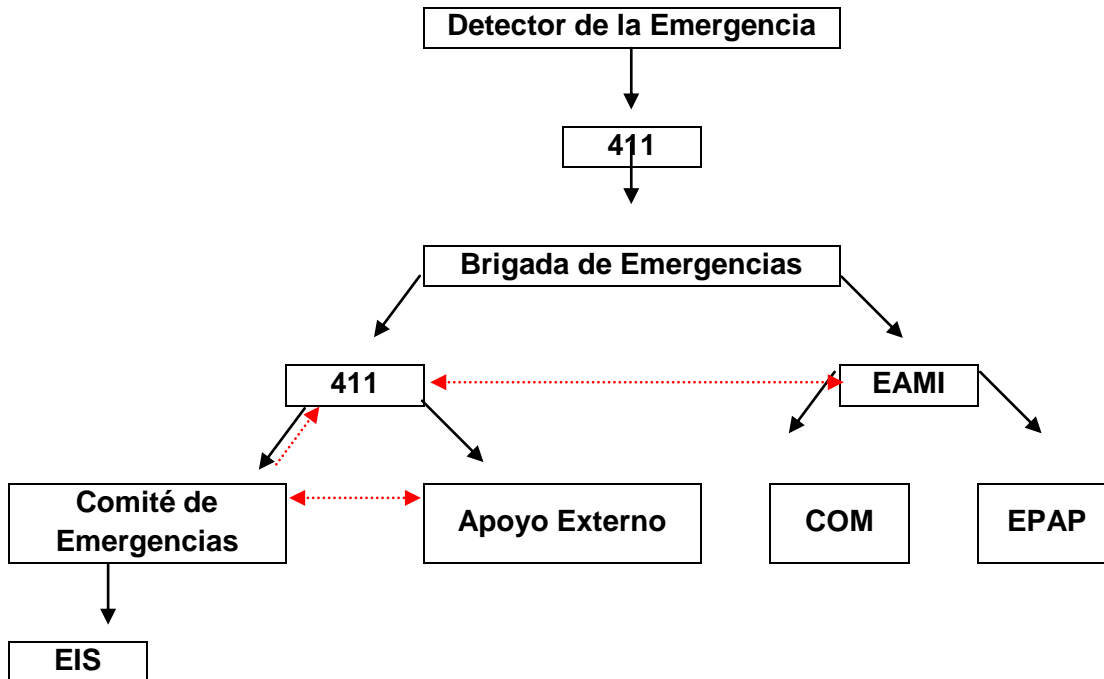 Detector de la Emergencia
411
Brigada de Emergencias
411
EAMI
Comité de
Emergencias
Apoyo Externo
COM
EPAP
EIS